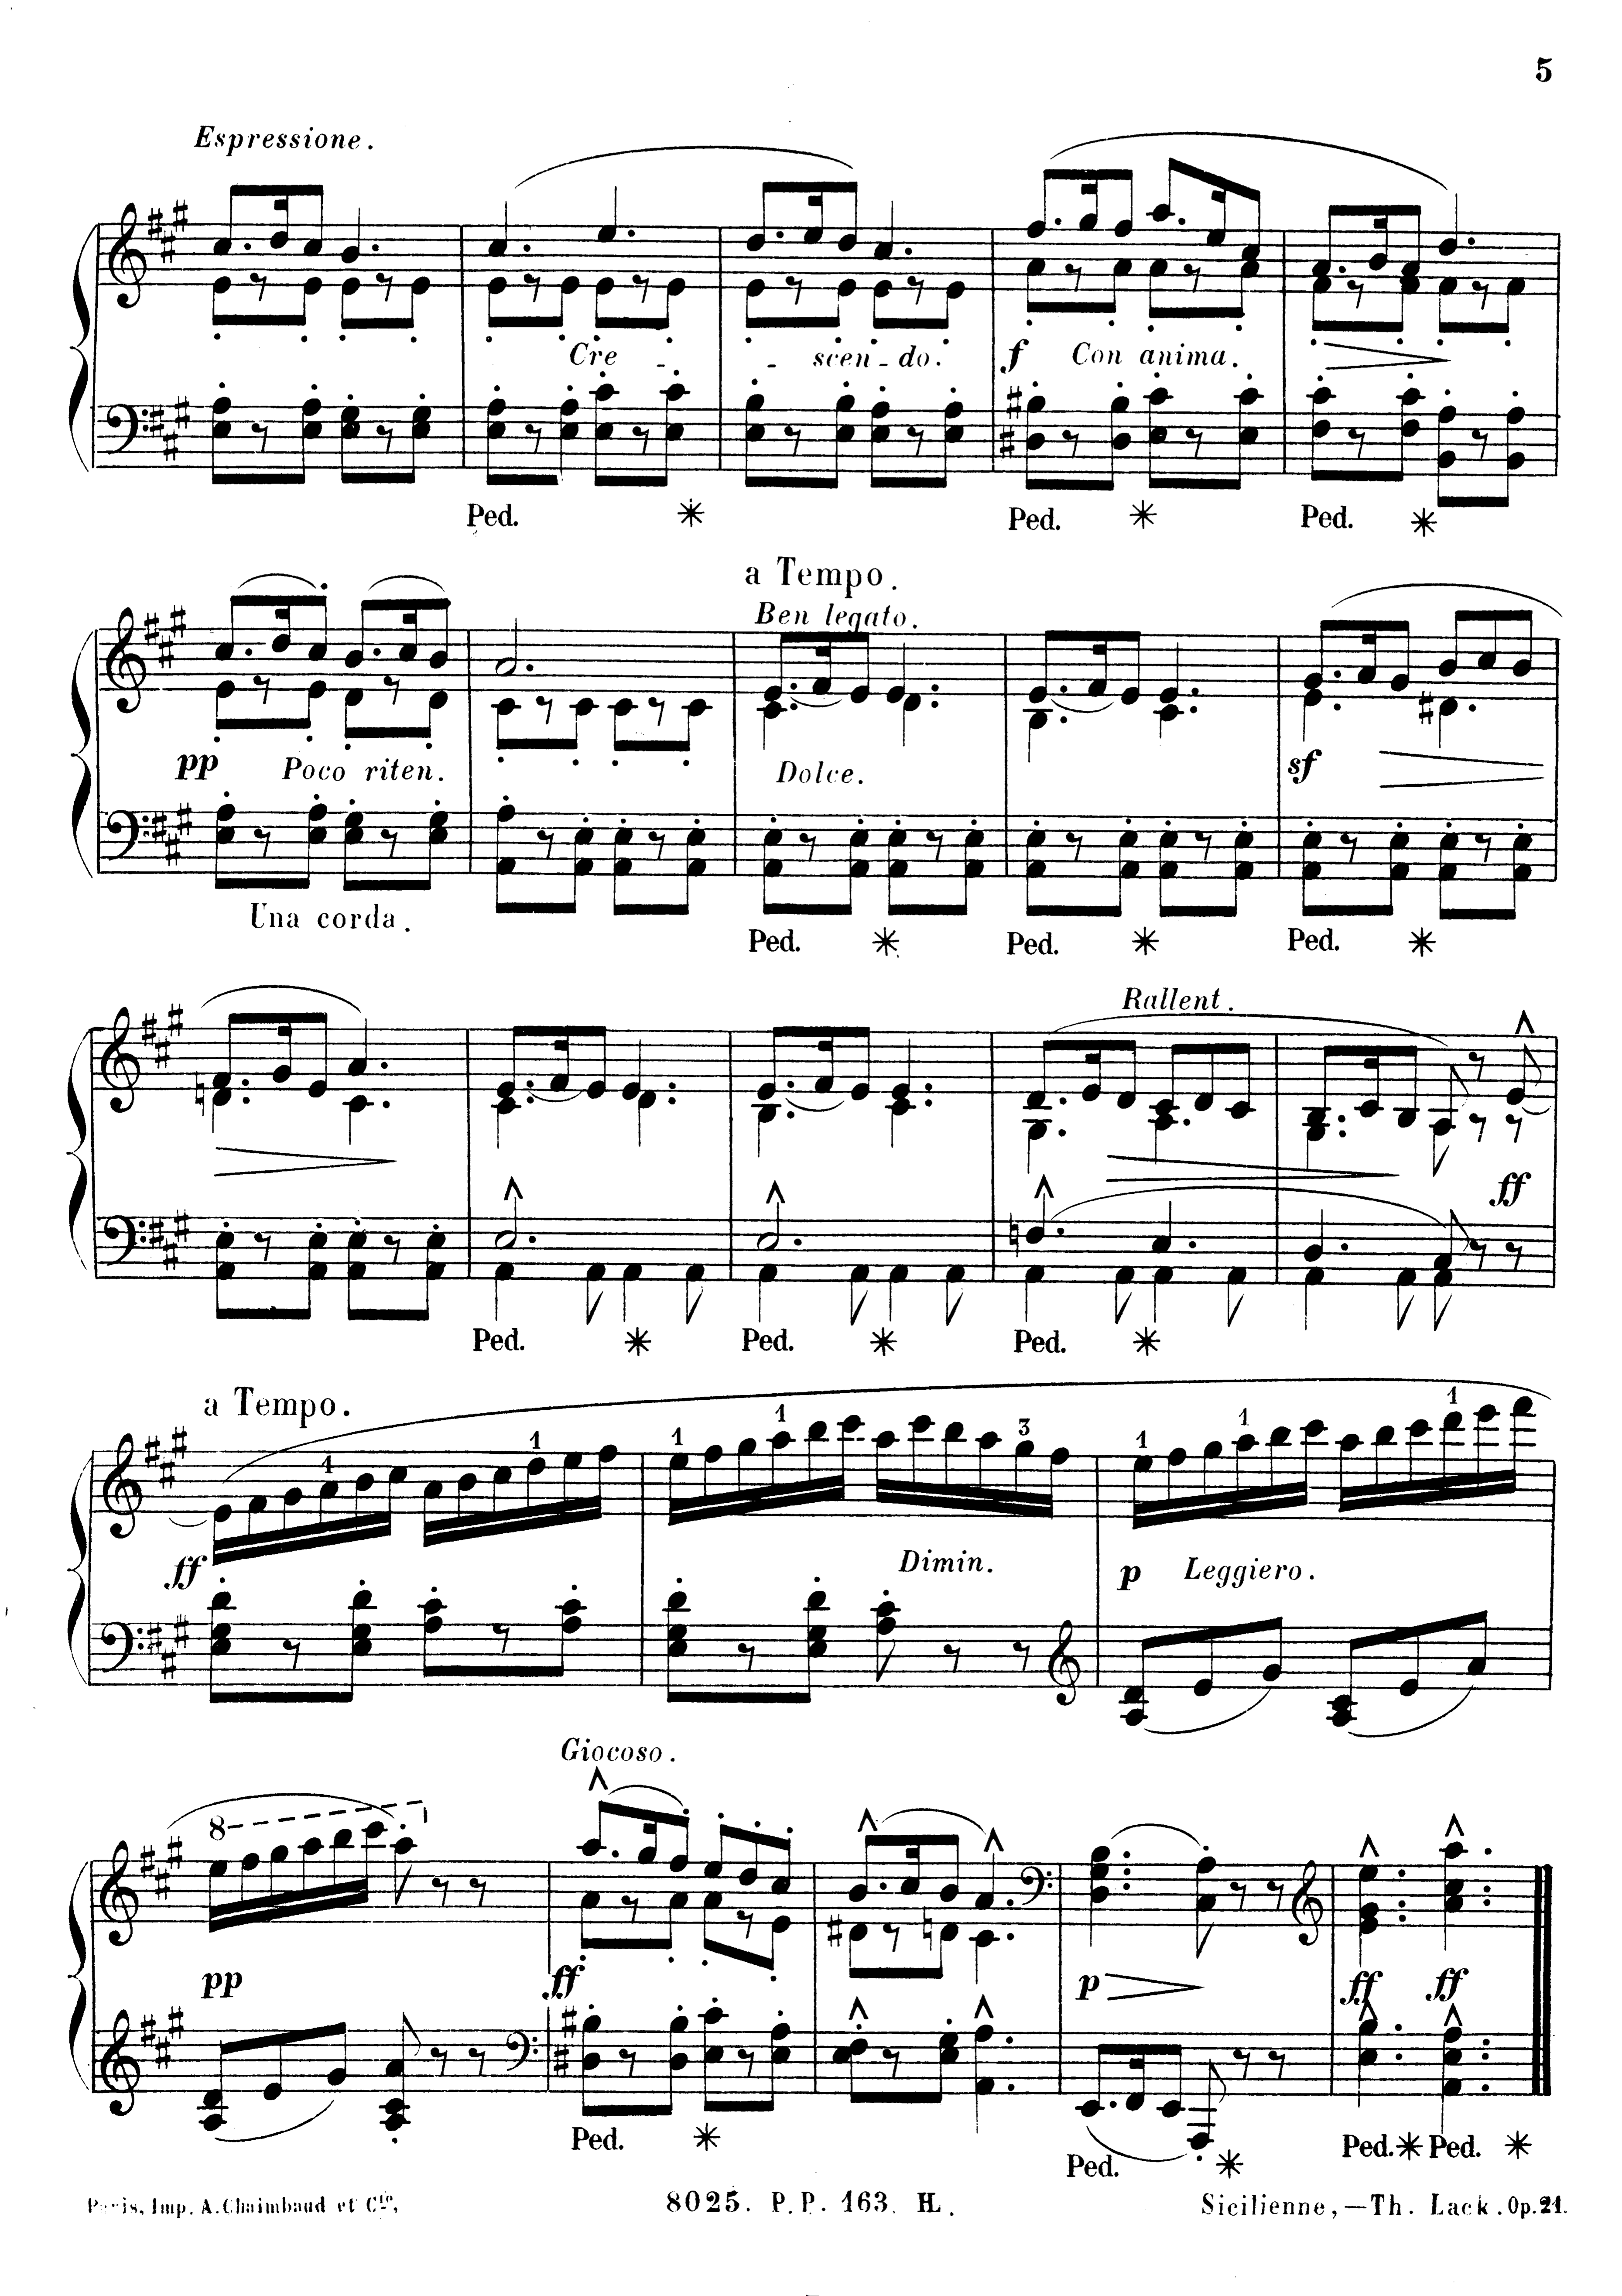 5
Espressione.
Cre - - scen - do. f Con anima.
Ped. Ped. Ped.
a Tempo.
Ben legato.
pp Poco riten. Dolce. sf
Una corda.
Ped. Ped. Ped.
Rallent.
ff
Ped. Ped. Ped.
a Tempo.
1 1 1 1 3 1 1 1
ff Dimin. p Leggiero.
Giocoso.
8
pp ff p ff ff
Ped. Ped. Ped. Ped.
Paris, Imp. A. Chaimbaud et Cie, 8025. P.P. 163. H. Sicilienne,—Th. Lack. Op. 21.